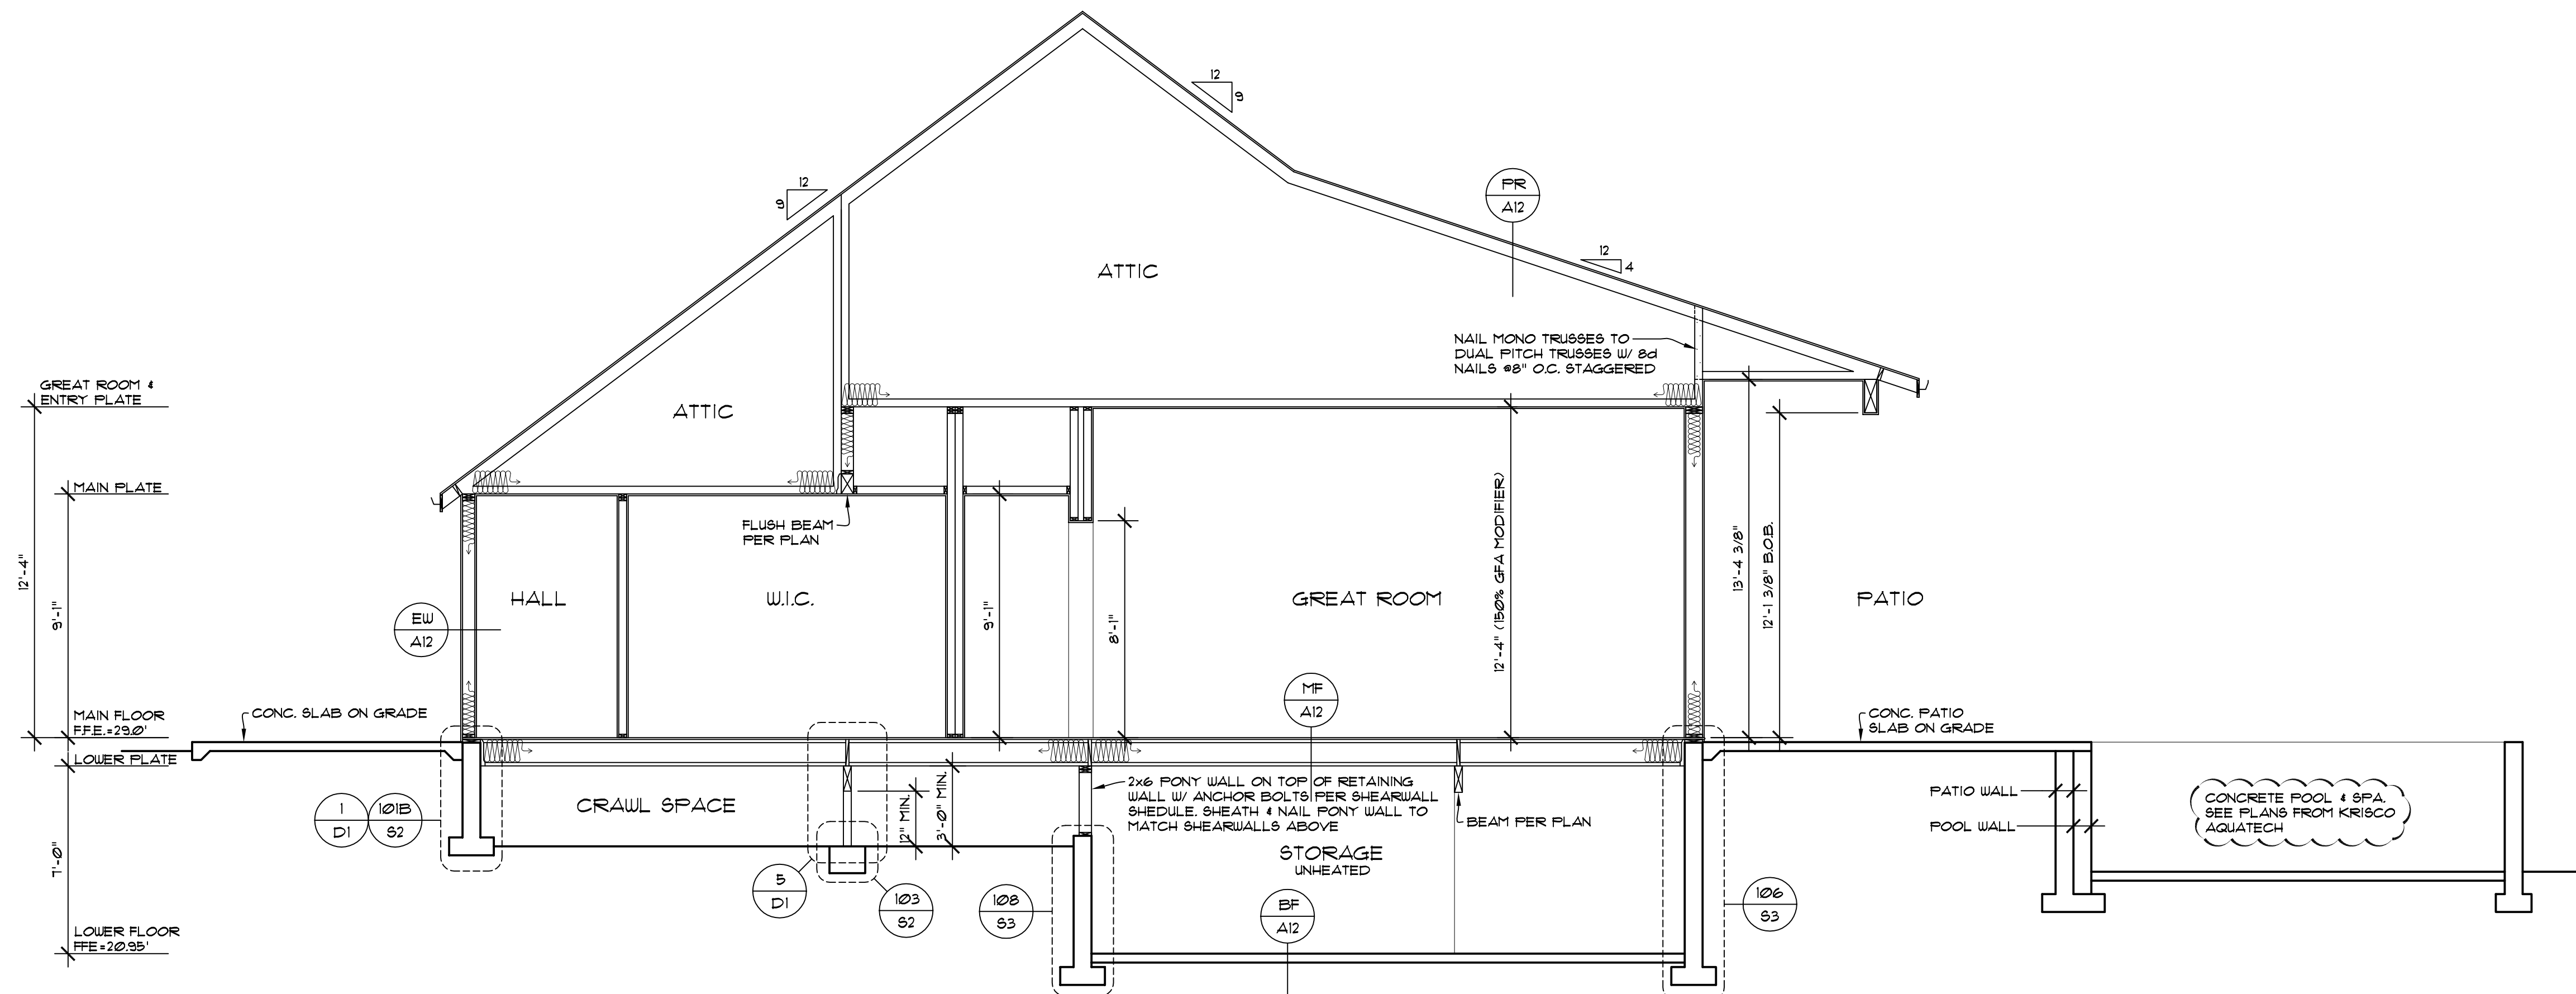 12
9
12
9
PR
A12
12
4
ATTIC
NAIL MONO TRUSSES TO
DUAL PITCH TRUSSES W/ 8d
NAILS @8" O.C. STAGGERED
GREAT ROOM &
ENTRY PLATE
ATTIC
MAIN PLATE
FLUSH BEAM
PER PLAN
12'-4"
9'-1"
EW
A12
HALL
W.I.C.
9'-1"
8'-1"
GREAT ROOM
12'-4" (150% GFA MODIFIER)
13'-4 3/8"
12'-1 3/8" B.O.B.
PATIO
MF
A12
MAIN FLOOR
F.F.E.=29.0'
CONC. SLAB ON GRADE
CONC. PATIO
SLAB ON GRADE
LOWER PLATE
1
D1
101B
S2
CRAWL SPACE
12" MIN.
3'-0" MIN.
2x6 PONY WALL ON TOP OF RETAINING
WALL W/ ANCHOR BOLTS PER SHEARWALL
SHEDULE. SHEATH & NAIL PONY WALL TO
MATCH SHEARWALLS ABOVE
BEAM PER PLAN
STORAGE
UNHEATED
PATIO WALL
POOL WALL
CONCRETE POOL & SPA.
SEE PLANS FROM KRISCO
AQUATECH
7'-0"
5
D1
103
S2
108
S3
BF
A12
106
S3
LOWER FLOOR
FFE=20.95'